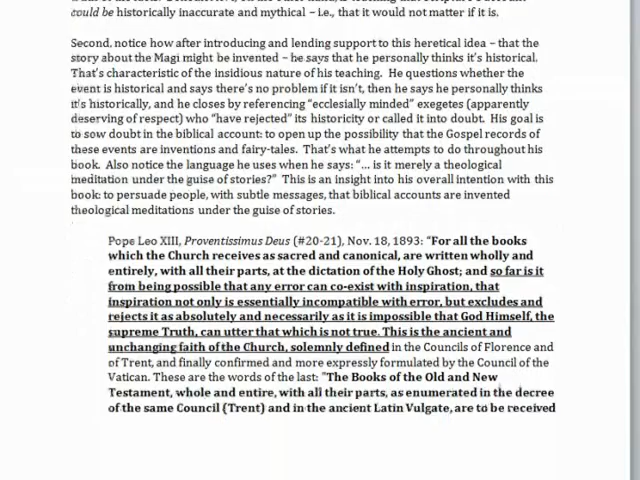 could be historically inaccurate and mythical – i.e., that it would not matter if it is.
Second, notice how after introducing and lending support to this heretical idea – that the
story about the Magi might be invented – he says that he personally thinks it's historical.
That's characteristic of the insidious nature of his teaching.  He questions whether the
event is historical and says there's no problem if it isn't, then he says he personally thinks
it's historically, and he closes by referencing "ecclesially minded" exegetes (apparently
deserving of respect) who "have rejected" its historicity or called it into doubt.  His goal is
to sow doubt in the biblical account: to open up the possibility that the Gospel records of
these events are inventions and fairy-tales.  That's what he attempts to do throughout his
book.  Also notice the language he uses when he says: "... is it merely a theological
meditation under the guise of stories?"  This is an insight into his overall intention with this
book: to persuade people, with subtle messages, that biblical accounts are invented
theological meditations under the guise of stories.
Pope Leo XIII, Proventissimus Deus (#20-21), Nov. 18, 1893: "For all the books
which the Church receives as sacred and canonical, are written wholly and
entirely, with all their parts, at the dictation of the Holy Ghost; and so far is it
from being possible that any error can co-exist with inspiration, that
inspiration not only is essentially incompatible with error, but excludes and
rejects it as absolutely and necessarily as it is impossible that God Himself, the
supreme Truth, can utter that which is not true. This is the ancient and
unchanging faith of the Church, solemnly defined in the Councils of Florence and
of Trent, and finally confirmed and more expressly formulated by the Council of the
Vatican. These are the words of the last: "The Books of the Old and New
Testament, whole and entire, with all their parts, as enumerated in the decree
of the same Council (Trent) and in the ancient Latin Vulgate, are to be received